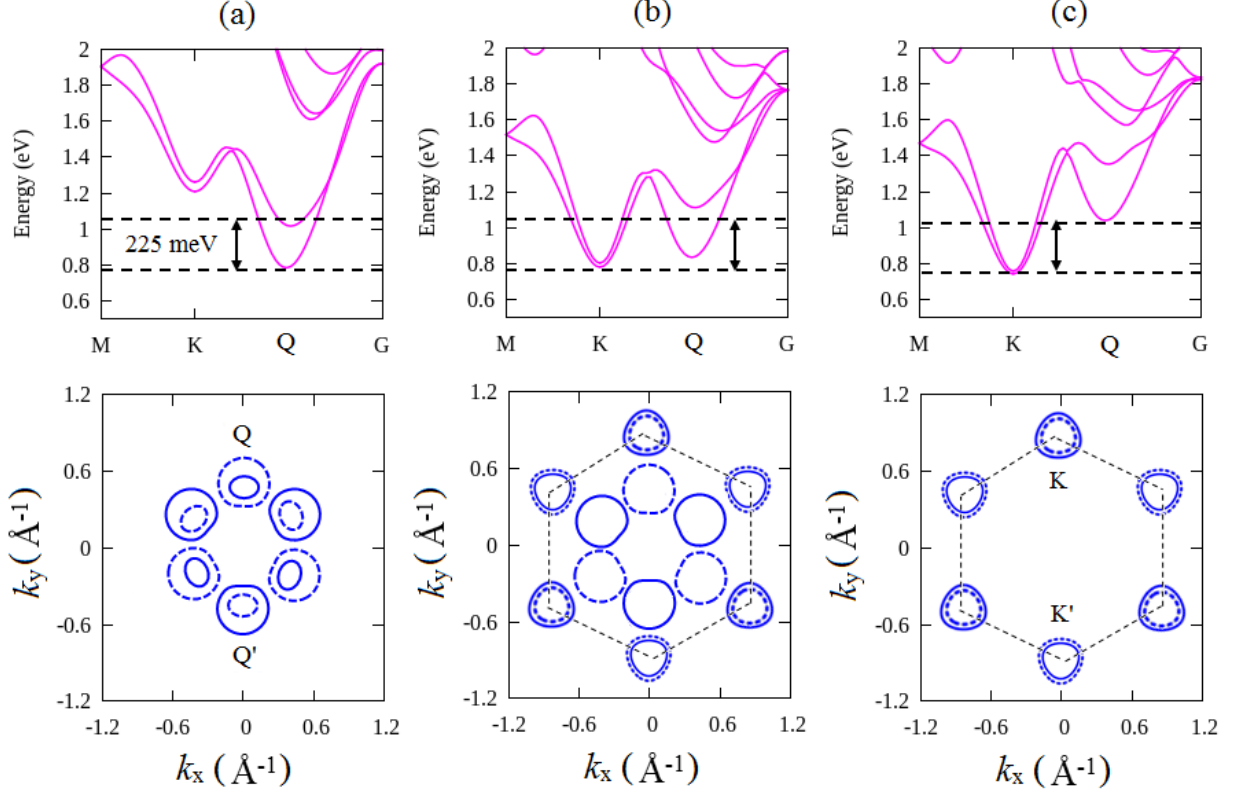 (a)
(b)
(c)
Energy (eV)
2
1.8
1.6
1.4
1.2
1
0.8
0.6
225 meV
M K Q G
Energy (eV)
2
1.8
1.6
1.4
1.2
1
0.8
0.6
M K Q G
Energy (eV)
2
1.8
1.6
1.4
1.2
1
0.8
0.6
M K Q G
ky ( Å-1)
1.2
0.6
0
-0.6
-1.2
Q
Q'
-1.2 -0.6 0 0.6 1.2
kx ( Å-1)
ky ( Å-1)
1.2
0.6
0
-0.6
-1.2
-1.2 -0.6 0 0.6 1.2
kx ( Å-1)
ky ( Å-1)
1.2
0.6
0
-0.6
-1.2
K
K'
-1.2 -0.6 0 0.6 1.2
kx ( Å-1)